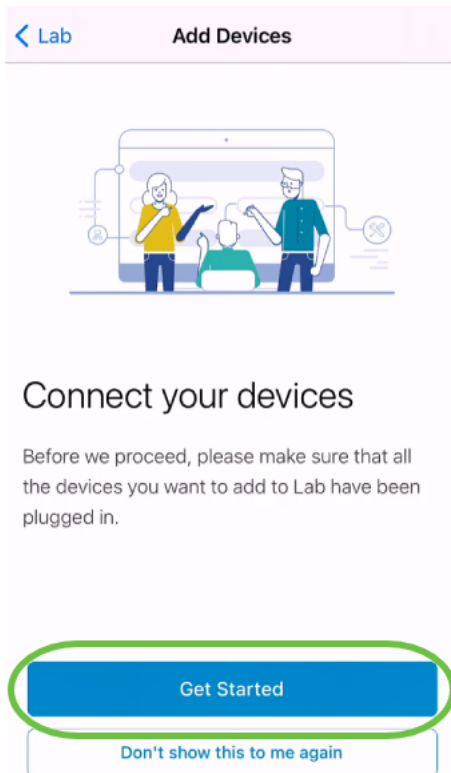 Lab
Add Devices
Connect your devices
Before we proceed, please make sure that all
the devices you want to add to Lab have been
plugged in.
Get Started
Don't show this to me again